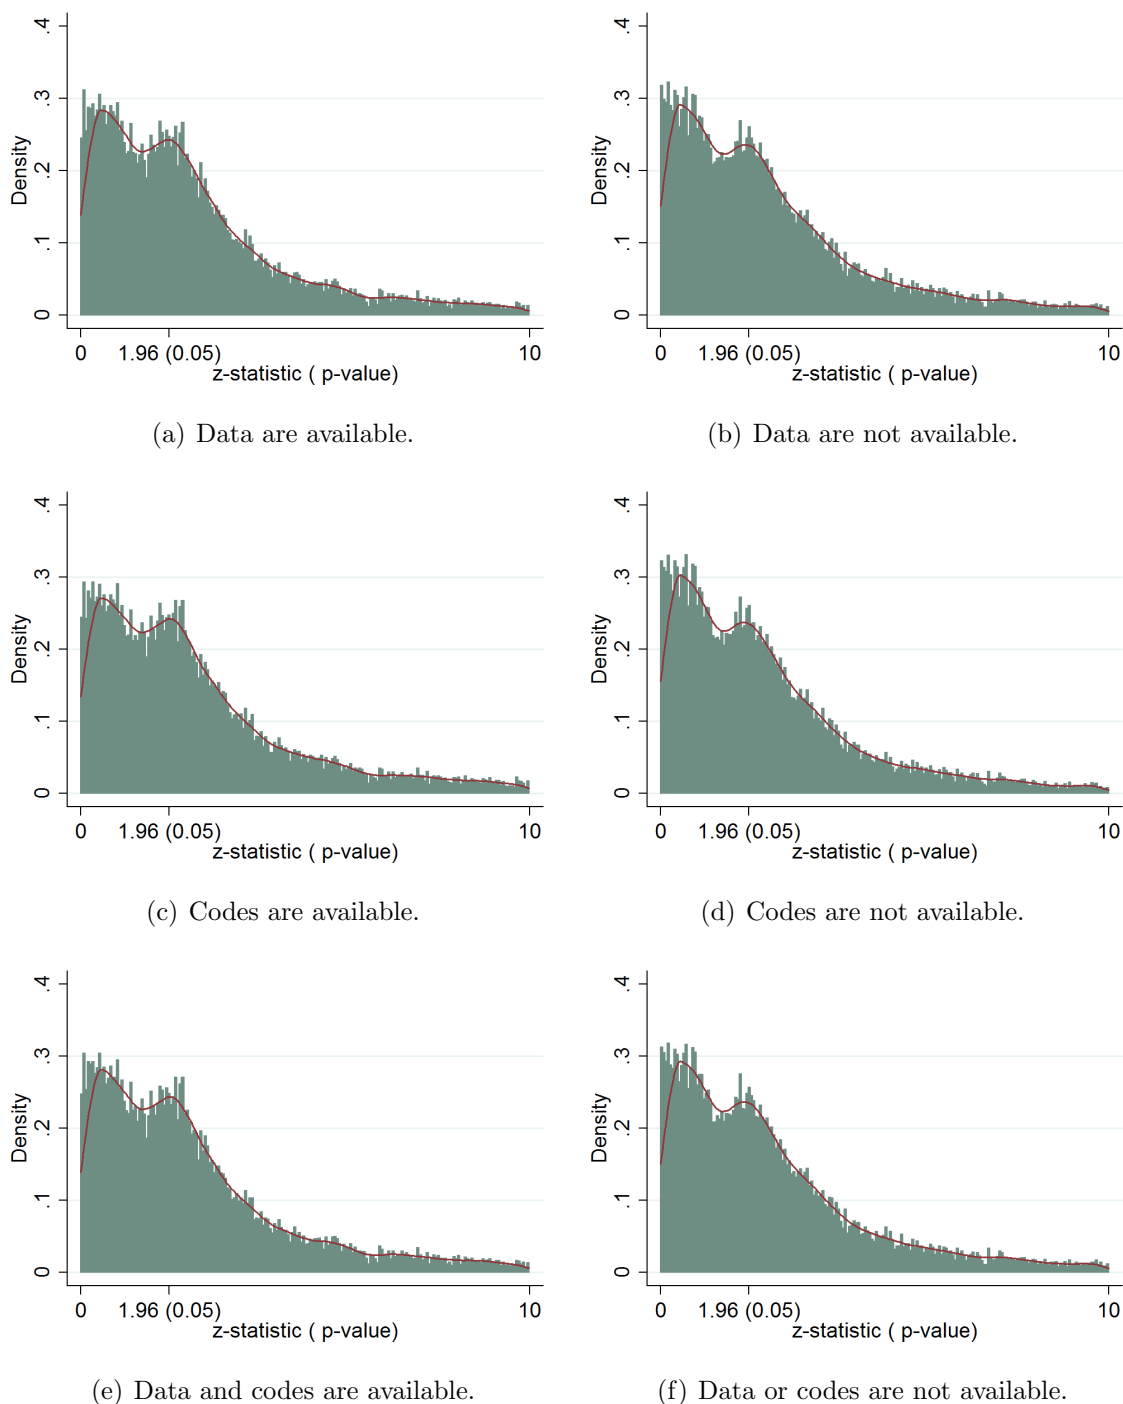 .4
.3
Density
.2
.1
0
0
1.96 (0.05)
10
z-statistic ( p-value)
(a) Data are available.
.4
.3
Density
.2
.1
0
0
1.96 (0.05)
10
z-statistic ( p-value)
(b) Data are not available.
.4
.3
Density
.2
.1
0
0
1.96 (0.05)
10
z-statistic ( p-value)
(c) Codes are available.
.4
.3
Density
.2
.1
0
0
1.96 (0.05)
10
z-statistic ( p-value)
(d) Codes are not available.
.4
.3
Density
.2
.1
0
0
1.96 (0.05)
10
z-statistic ( p-value)
(e) Data and codes are available.
.4
.3
Density
.2
.1
0
0
1.96 (0.05)
10
z-statistic ( p-value)
(f) Data or codes are not available.